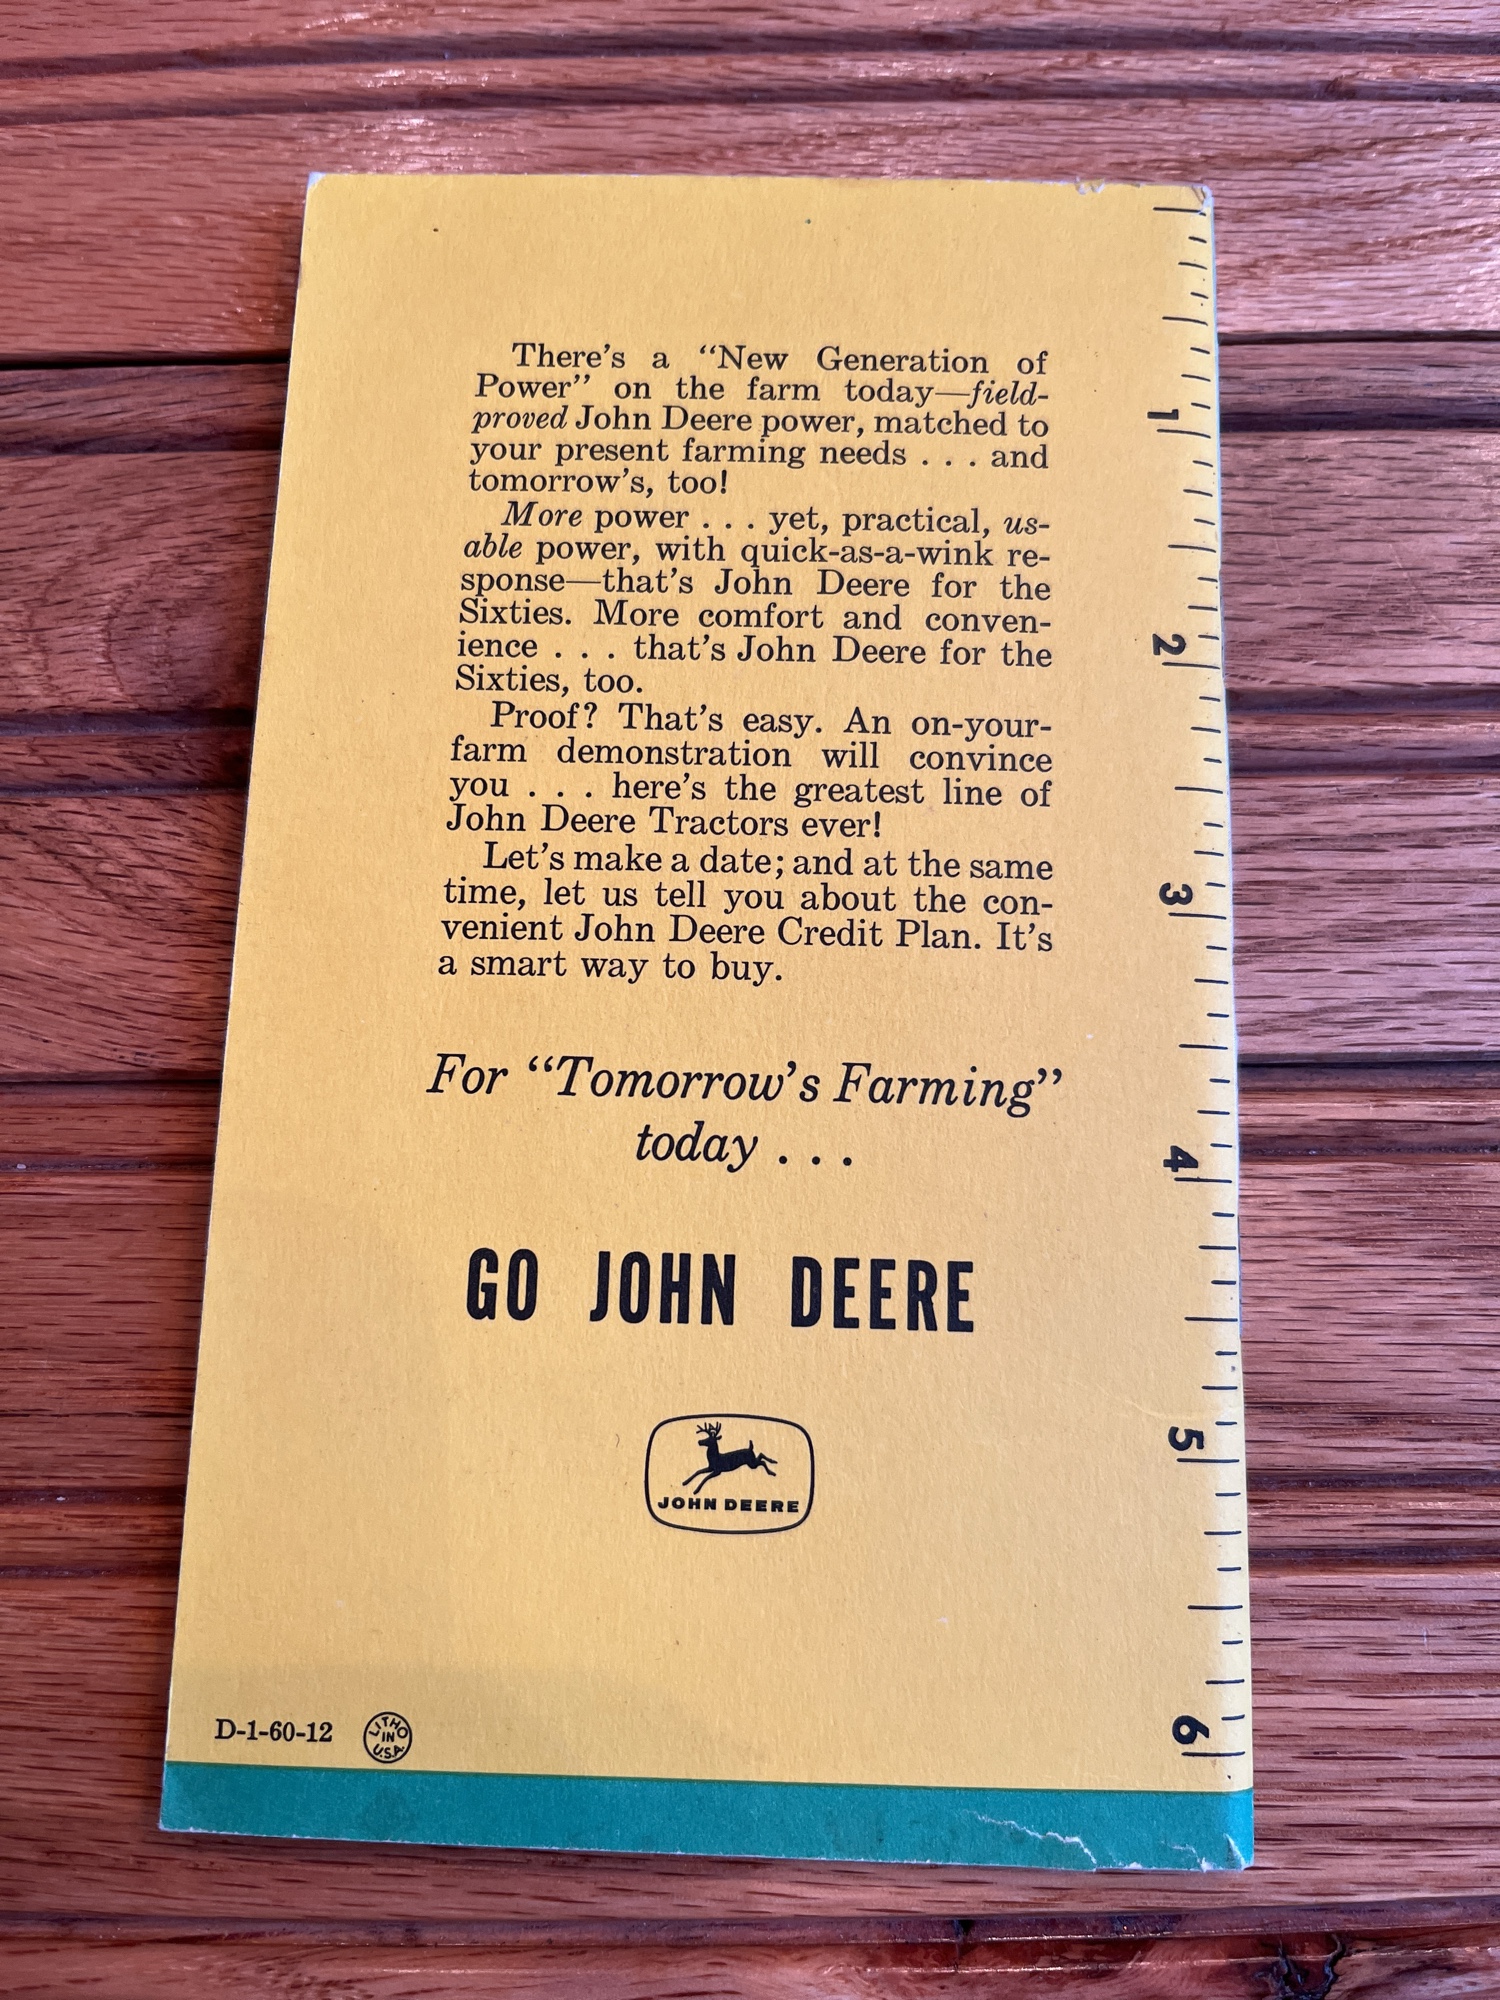 There's a “New Generation of
Power” on the farm today—field-
proved John Deere power, matched to
your present farming needs . . . and
tomorrow's, too!
More power . . . yet, practical, us-
able power, with quick-as-a-wink re-
sponse—that's John Deere for the
Sixties. More comfort and conven-
ience . . . that's John Deere for the
Sixties, too.
Proof? That's easy. An on-your-
farm demonstration will convince
you . . . here's the greatest line of
John Deere Tractors ever!
Let's make a date; and at the same
time, let us tell you about the con-
venient John Deere Credit Plan. It's
a smart way to buy.
For “Tomorrow's Farming”
today . . .
GO JOHN DEERE
JOHN DEERE
D-1-60-12
LITHO
IN
U.S.A.
1
2
3
4
5
6